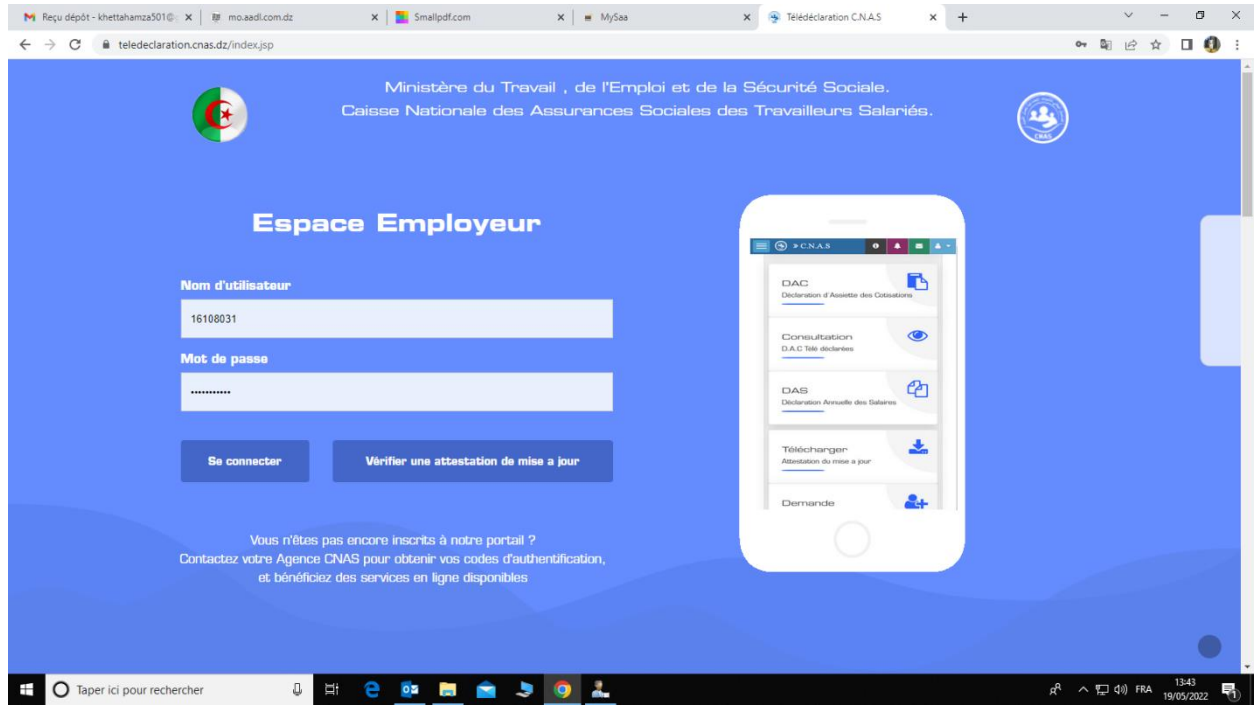 Reçu dépôt - khettahamza501@
mo.aadl.com.dz
Smallpdf.com
MySaa
Télédéclaration C.N.A.S
teledeclaration.cnas.dz/index.jsp
Ministère du Travail , de l'Emploi et de la Sécurité Sociale.
Caisse Nationale des Assurances Sociales des Travailleurs Salariés.
CNAS
Espace Employeur
Nom d'utilisateur
16108031
Mot de passe
•••••••••••
Se connecter
Vérifier une attestation de mise a jour
Vous n'êtes pas encore inscrits à notre portail ?
Contactez votre Agence CNAS pour obtenir vos codes d'authentification,
et bénéficiez des services en ligne disponibles
» C.N.A.S
DAC
Déclaration d'Assiette des Cotisations
Consultation
D.A.C Télé déclarées
DAS
Déclaration Annuelle des Salaires
Télécharger
Attestation du mise a jour
Demande
Taper ici pour rechercher
FRA
13:43
19/05/2022
1